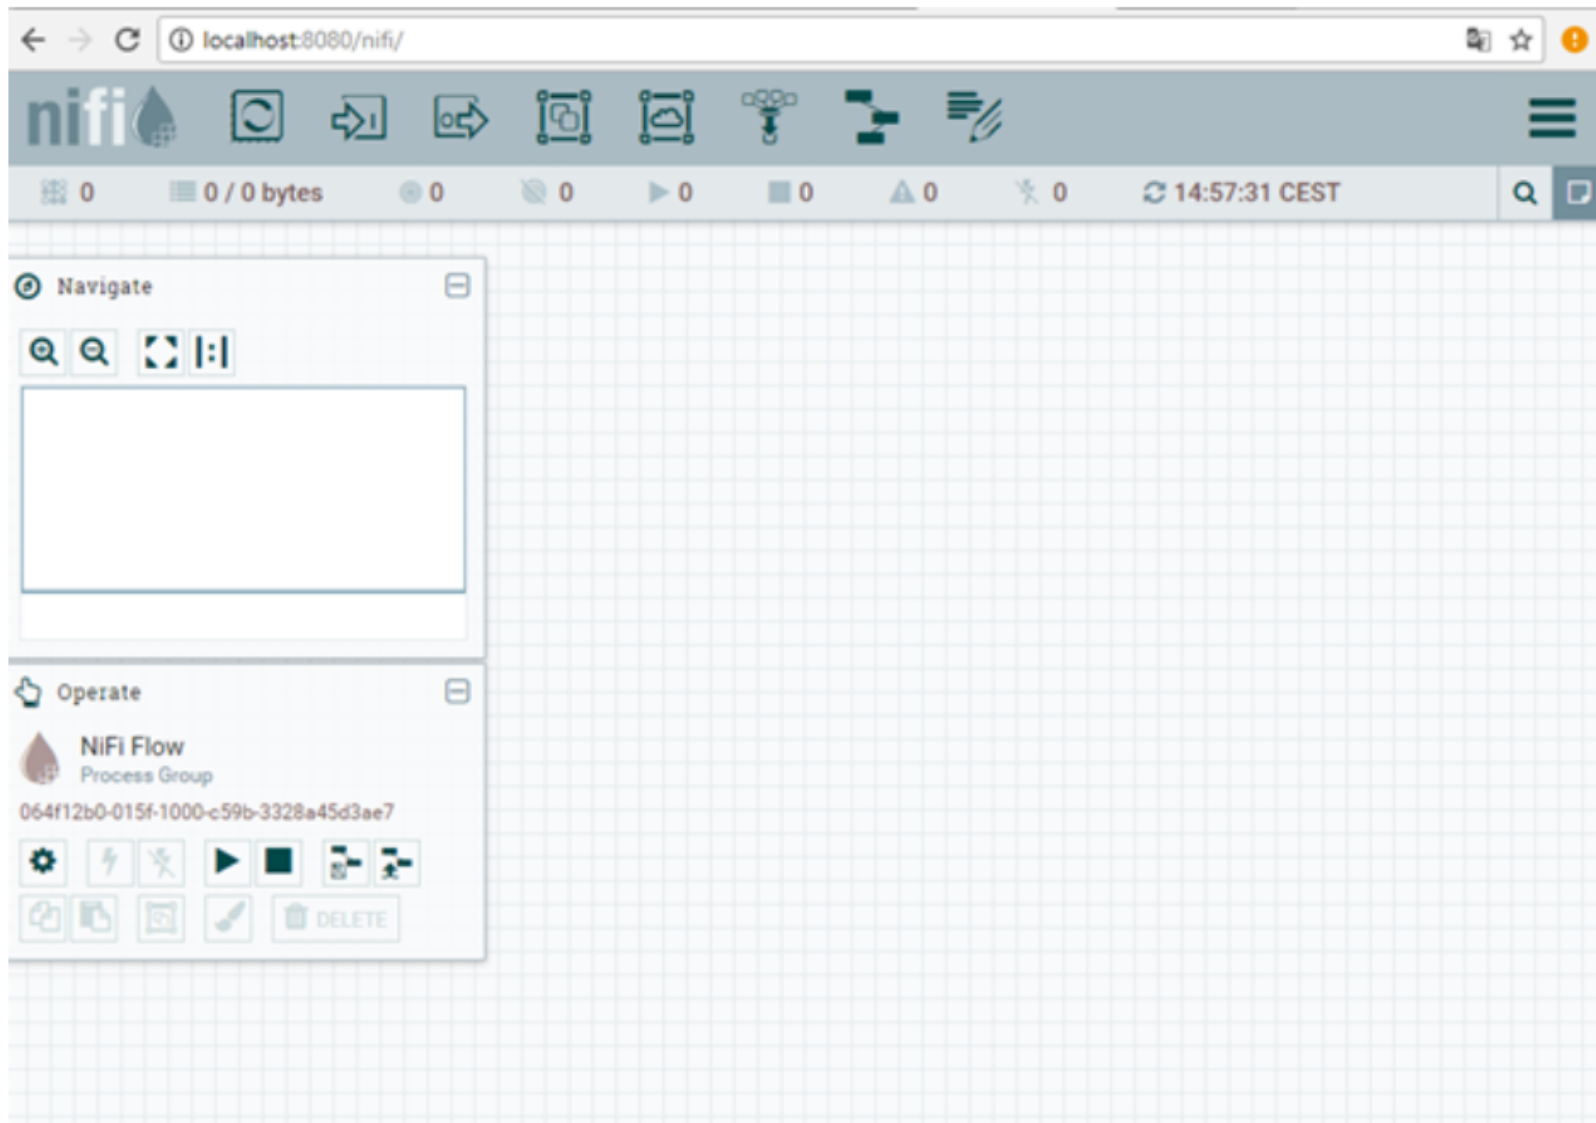 localhost:8080/nifi/
nifi
0 0 / 0 bytes 0 0 0 0 0 0 14:57:31 CEST
Navigate
Operate
NiFi Flow
Process Group
064f12b0-015f-1000-c59b-3328a45d3ae7
DELETE